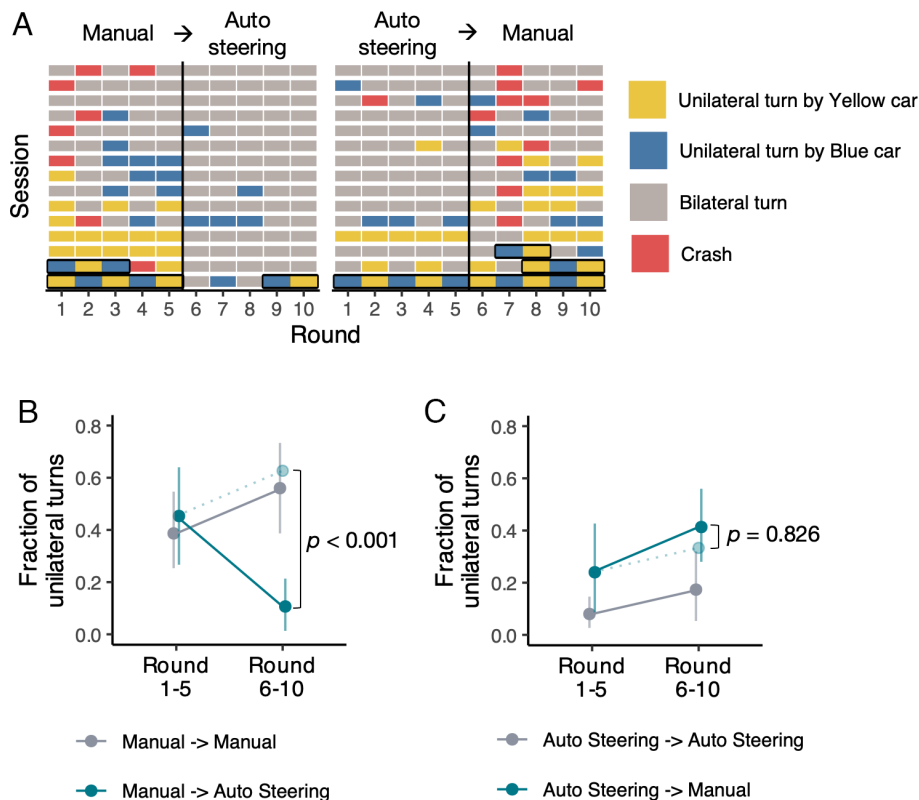 A
Manual → Auto steering
Auto steering → Manual
Session
Unilateral turn by Yellow car
Unilateral turn by Blue car
Bilateral turn
Crash
1 2 3 4 5 6 7 8 9 10
1 2 3 4 5 6 7 8 9 10
Round
B
Fraction of
unilateral turns
0.8
0.6
0.4
0.2
0.0
p < 0.001
Round
1-5
Round
6-10
Manual -> Manual
Manual -> Auto Steering
C
Fraction of
unilateral turns
0.8
0.6
0.4
0.2
0.0
p = 0.826
Round
1-5
Round
6-10
Auto Steering -> Auto Steering
Auto Steering -> Manual